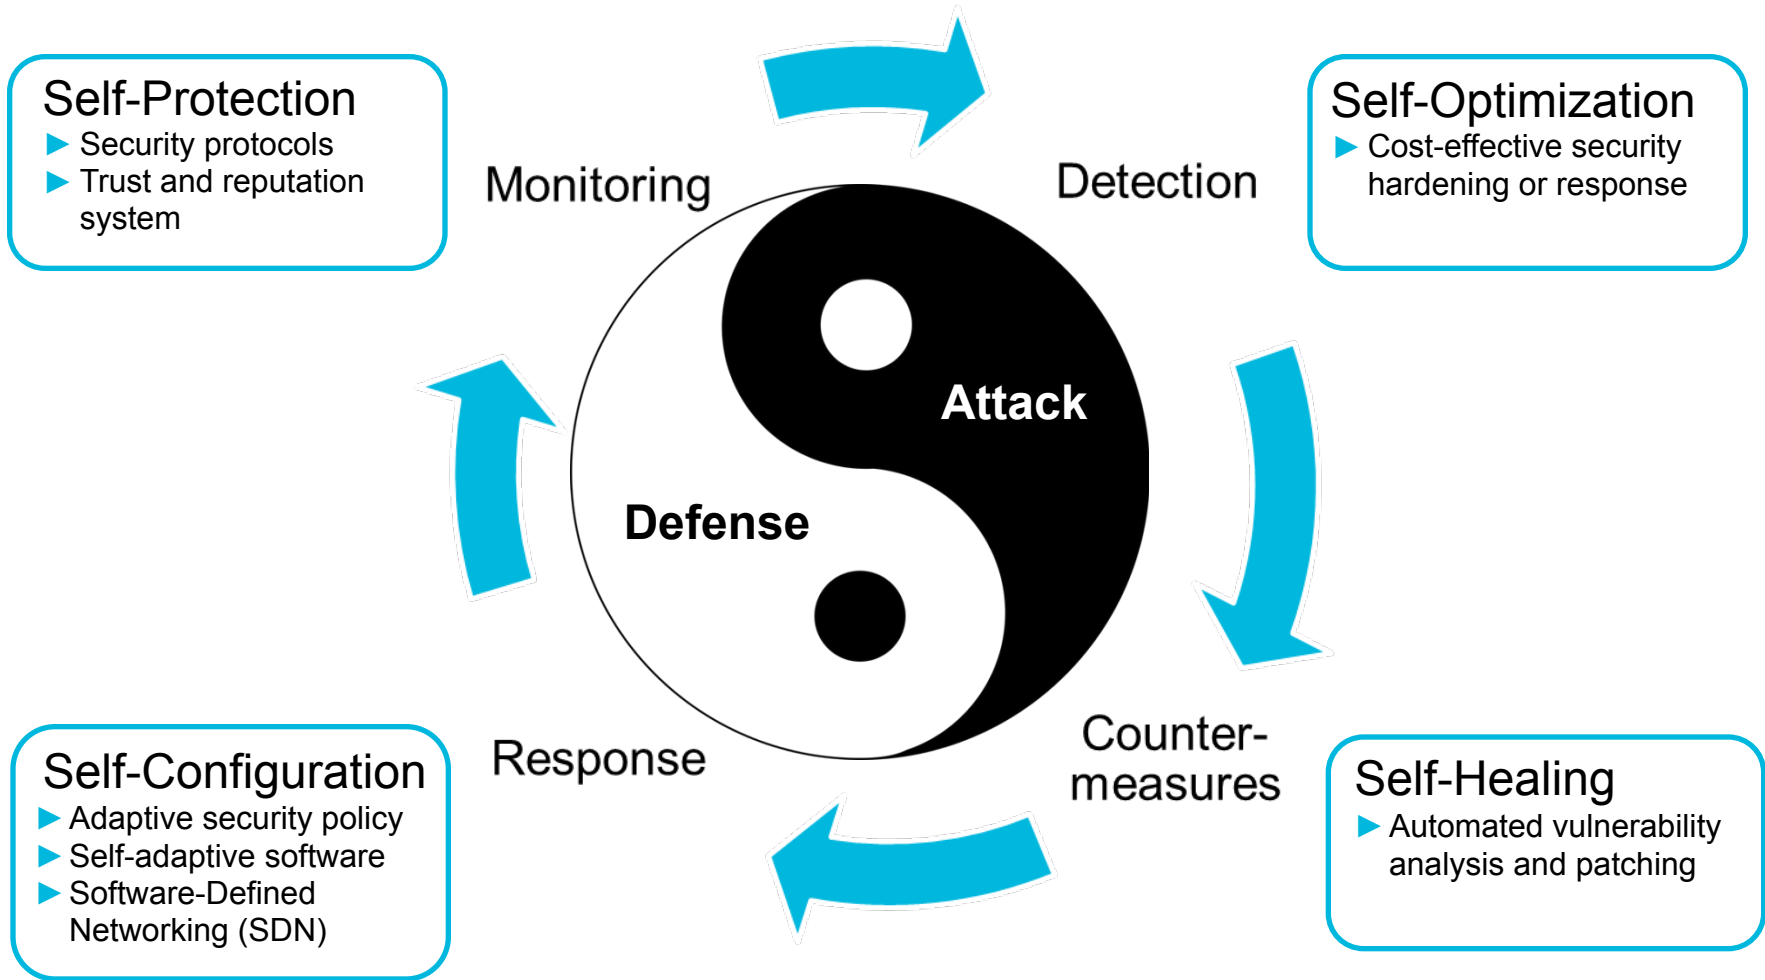 Self-Protection
Security protocols
Trust and reputation
system
Monitoring
Detection
Self-Optimization
Cost-effective security
hardening or response
Attack
Defense
Response
Counter-
measures
Self-Configuration
Adaptive security policy
Self-adaptive software
Software-Defined
Networking (SDN)
Self-Healing
Automated vulnerability
analysis and patching